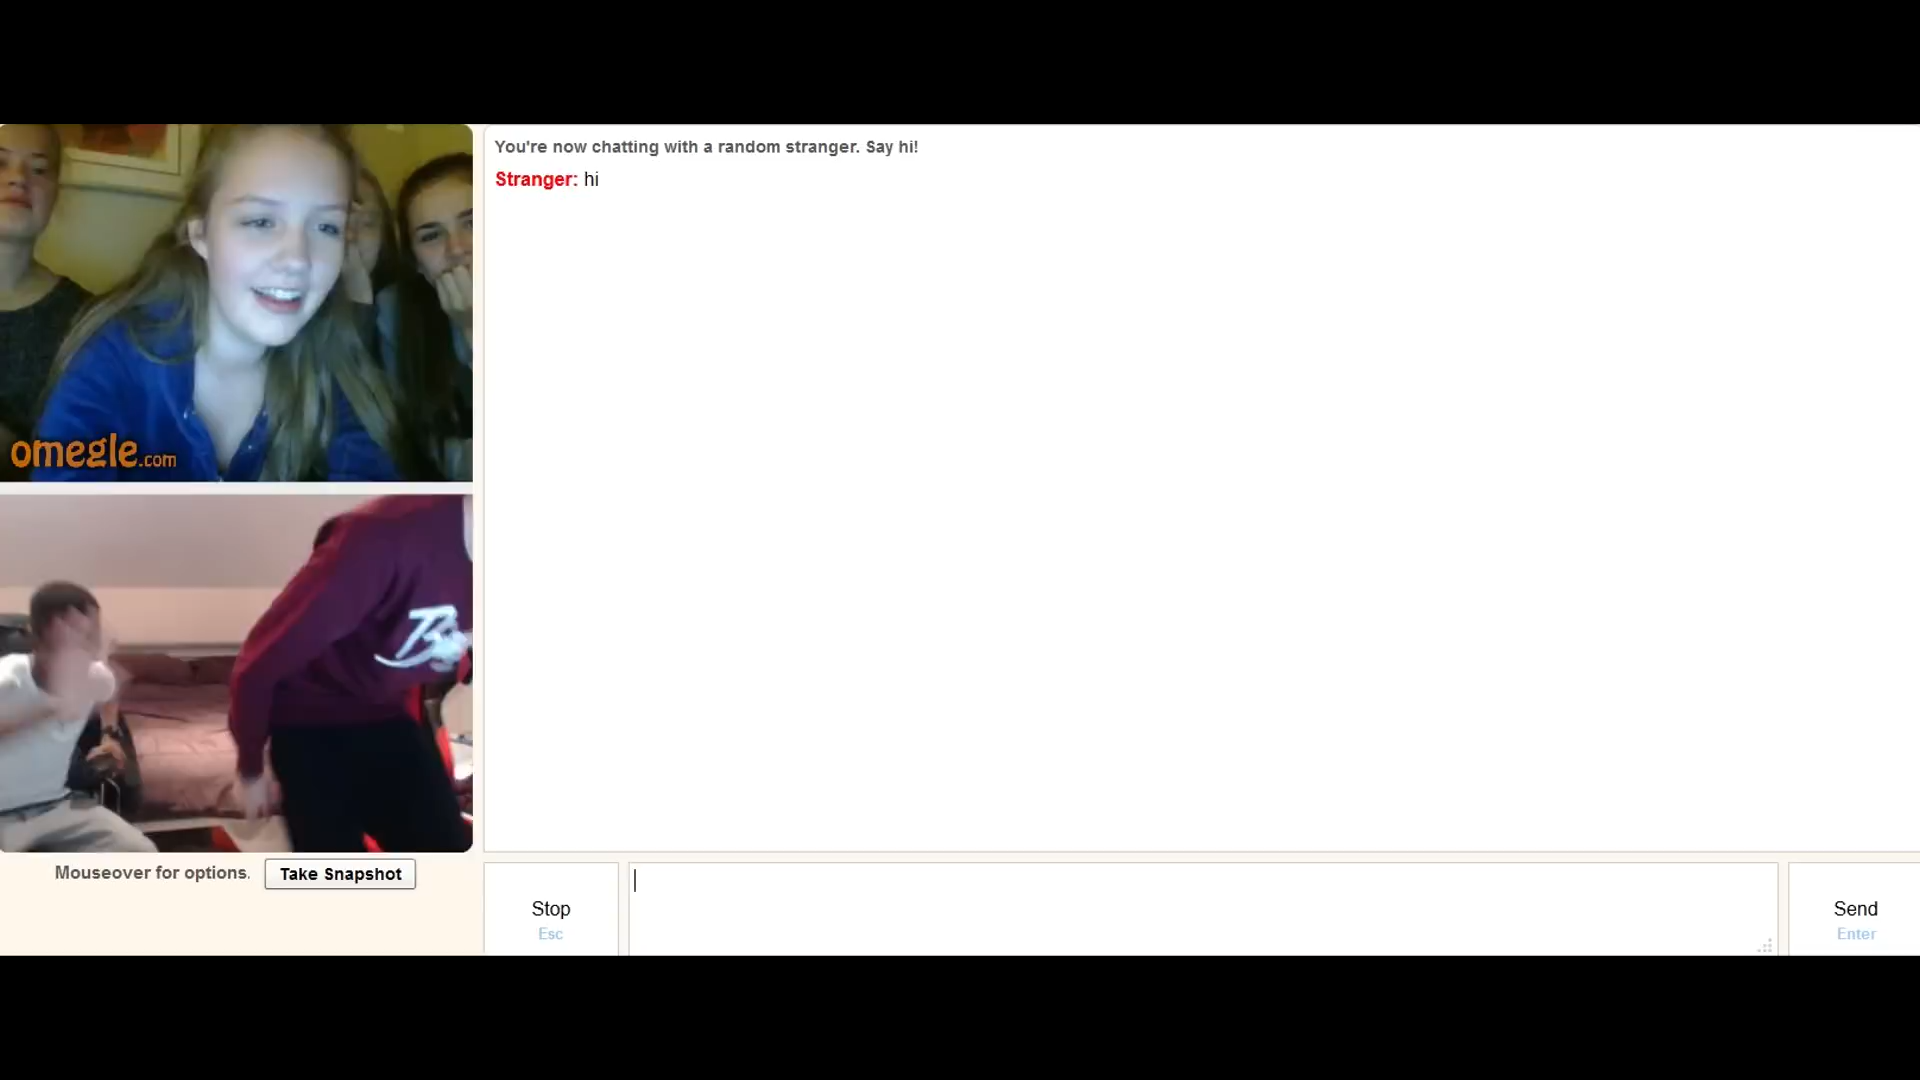 You're now chatting with a random stranger. Say hi!
Stranger: hi
omegle.com
Mouseover for options.
Take Snapshot
Stop
Esc
Send
Enter